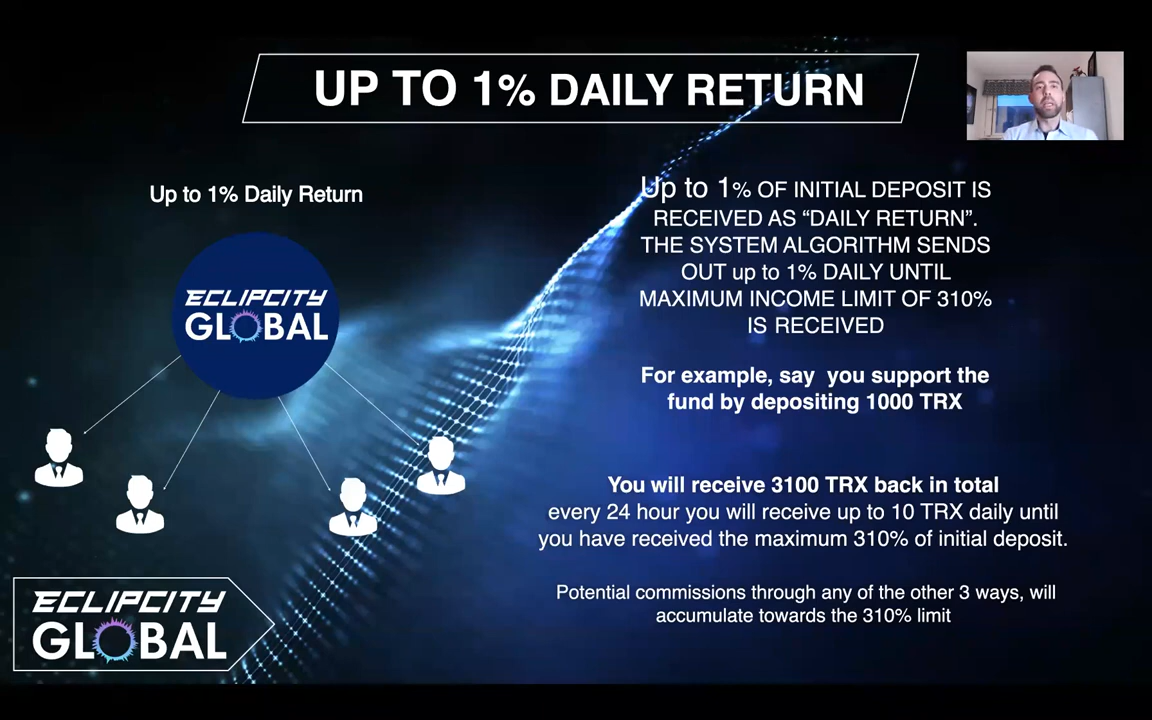 UP TO 1% DAILY RETURN
Up to 1% Daily Return
ECLIPCITY
GLOBAL
Up to 1% OF INITIAL DEPOSIT IS
RECEIVED AS “DAILY RETURN”.
THE SYSTEM ALGORITHM SENDS
OUT up to 1% DAILY UNTIL
MAXIMUM INCOME LIMIT OF 310%
IS RECEIVED
For example, say you support the
fund by depositing 1000 TRX
You will receive 3100 TRX back in total
every 24 hour you will receive up to 10 TRX daily until
you have received the maximum 310% of initial deposit.
Potential commissions through any of the other 3 ways, will
accumulate towards the 310% limit
ECLIPCITY
GLOBAL